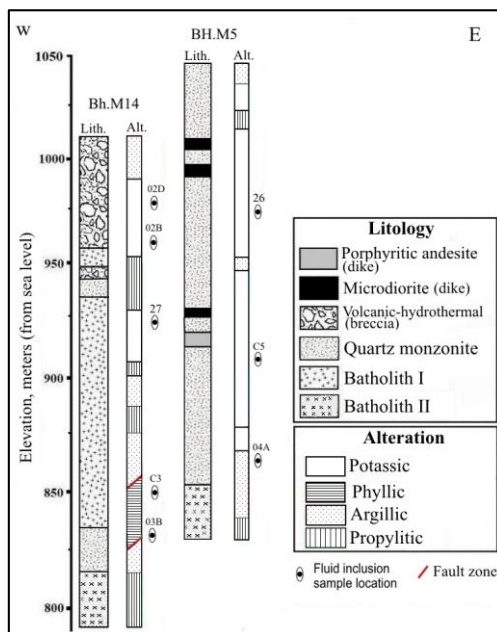 W
E
BH.M5
Bh.M14
Lith.
Alt.
Lith.
Alt.
Elevation, meters (from sea level)
1050
1000
950
900
850
800
02D
02B
27
C3
03B
26
C5
04A
Litology
Porphyritic andesite
(dike)
Microdiorite (dike)
Volcanic-hydrothermal
(breccia)
Quartz monzonite
Batholith I
Batholith II
Alteration
Potassic
Phyllic
Argillic
Propylitic
Fluid inclusion
sample location
Fault zone